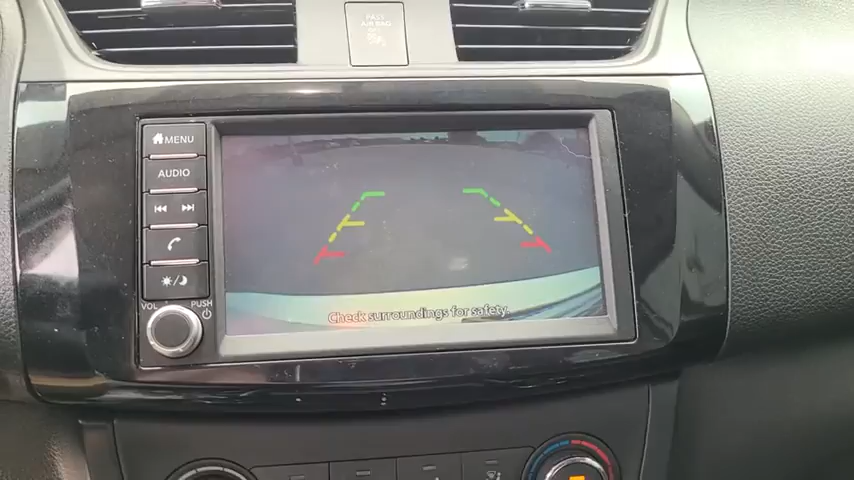 PASS
AIR BAG
MENU
AUDIO
VOL
PUSH
Check surroundings for safety.